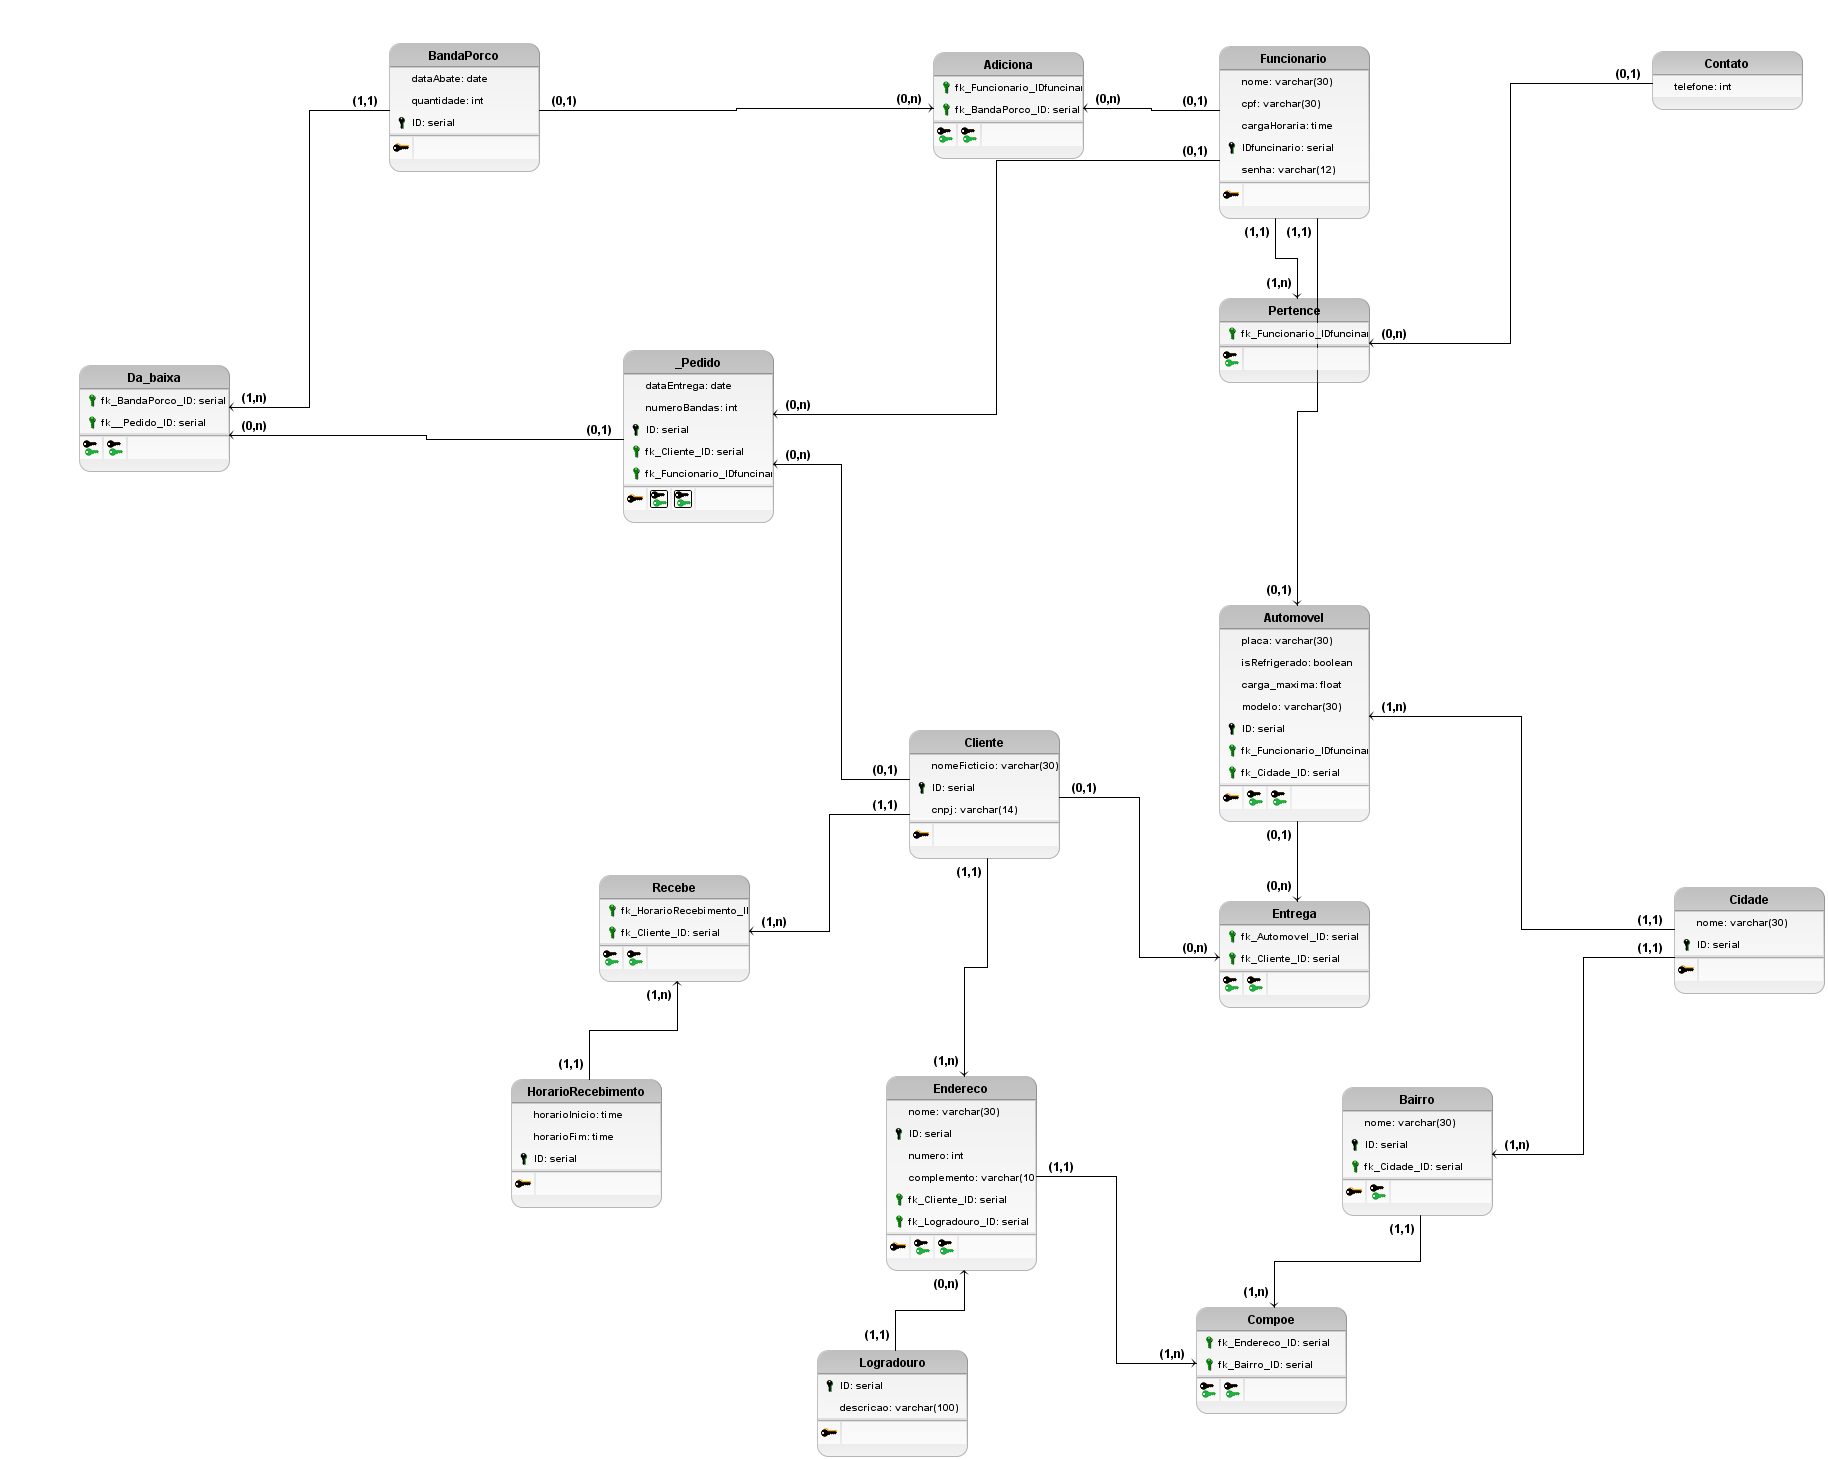 BandaPorco
dataAbate: date
quantidade: int
ID: serial
(1,1)
(0,1)
Adiciona
fk_Funcionario_IDfuncinar
fk_BandaPorco_ID: serial
(0,n)
(0,n)
Funcionario
nome: varchar(30)
cpf: varchar(30)
cargaHoraria: time
IDfuncinario: serial
senha: varchar(12)
(0,1)
(0,1)
(1,1)
(1,1)
Contato
telefone: int
(0,1)
(1,n)
Pertence
fk_Funcionario_IDfuncinar
(0,n)
Da_baixa
fk_BandaPorco_ID: serial
fk__Pedido_ID: serial
(1,n)
(0,n)
_Pedido
dataEntrega: date
numeroBandas: int
ID: serial
fk_Cliente_ID: serial
fk_Funcionario_IDfuncinar
(0,1)
(0,n)
(0,n)
(0,1)
Automovel
placa: varchar(30)
isRefrigerado: boolean
carga_maxima: float
modelo: varchar(30)
ID: serial
fk_Funcionario_IDfuncinar
fk_Cidade_ID: serial
(1,n)
(0,1)
Cliente
nomeFicticio: varchar(30)
ID: serial
cnpj: varchar(14)
(0,1)
(1,1)
(0,1)
(1,1)
Recebe
fk_HorarioRecebimento_II
fk_Cliente_ID: serial
(1,n)
(1,n)
(0,n)
(0,n)
Entrega
fk_Automovel_ID: serial
fk_Cliente_ID: serial
Cidade
nome: varchar(30)
ID: serial
(1,1)
(1,1)
(1,1)
HorarioRecebimento
horarioInicio: time
horarioFim: time
ID: serial
(1,n)
Endereco
nome: varchar(30)
ID: serial
numero: int
complemento: varchar(10
fk_Cliente_ID: serial
fk_Logradouro_ID: serial
(1,1)
(0,n)
Bairro
nome: varchar(30)
ID: serial
fk_Cidade_ID: serial
(1,n)
(1,1)
(1,n)
Compoe
fk_Endereco_ID: serial
fk_Bairro_ID: serial
(1,n)
(1,1)
Logradouro
ID: serial
descricao: varchar(100)